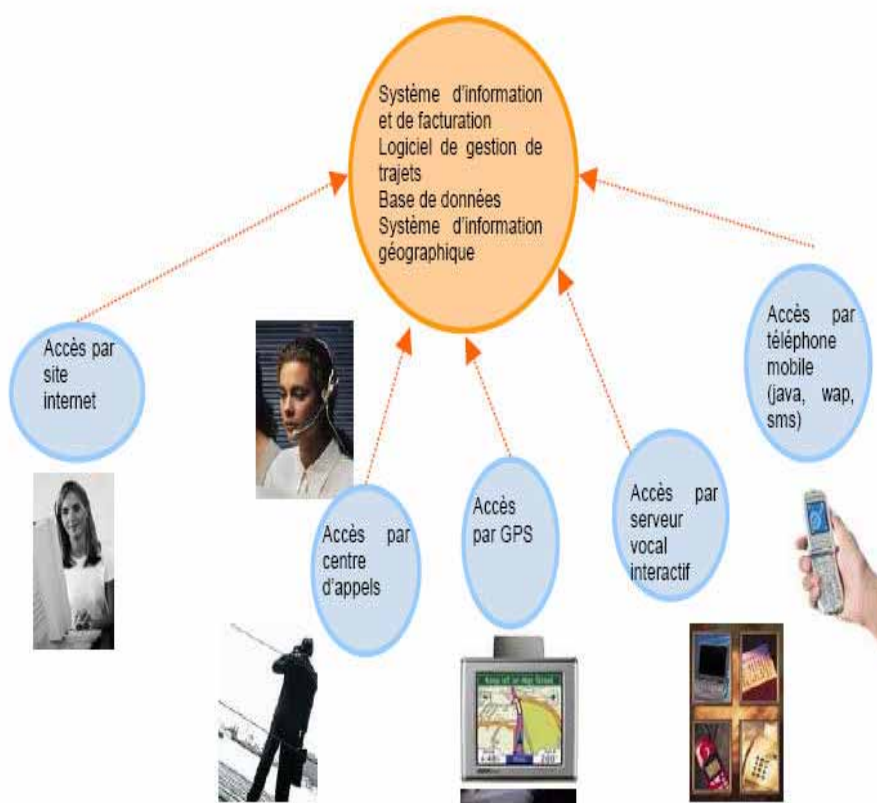 Système d'information
et de facturation
Logiciel de gestion de
trajets
Base de données
Système d'information
géographique
Accès par
site
internet
Accès par
centre
d'appels
Accès
par GPS
Accès par
serveur
vocal
interactif
Accès par
téléphone
mobile
(java, wap,
sms)